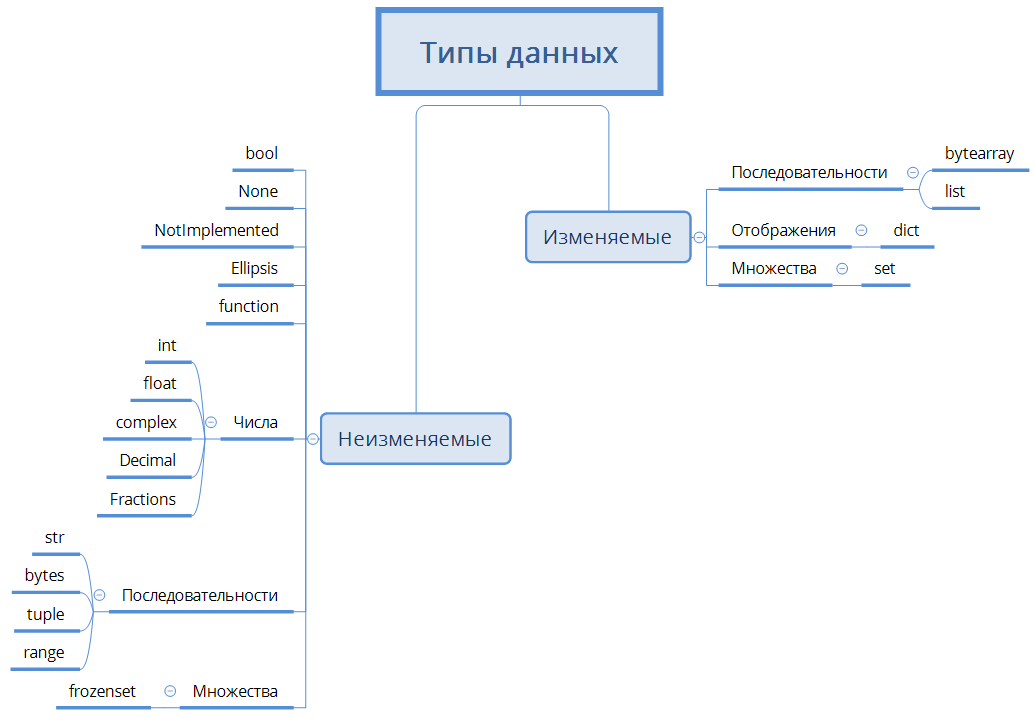 Типы данных
Изменяемые
Последовательности
bytearray
list
Отображения
dict
Множества
set
Неизменяемые
bool
None
NotImplemented
Ellipsis
function
Числа
int
float
complex
Decimal
Fractions
Последовательности
str
bytes
tuple
range
Множества
frozenset